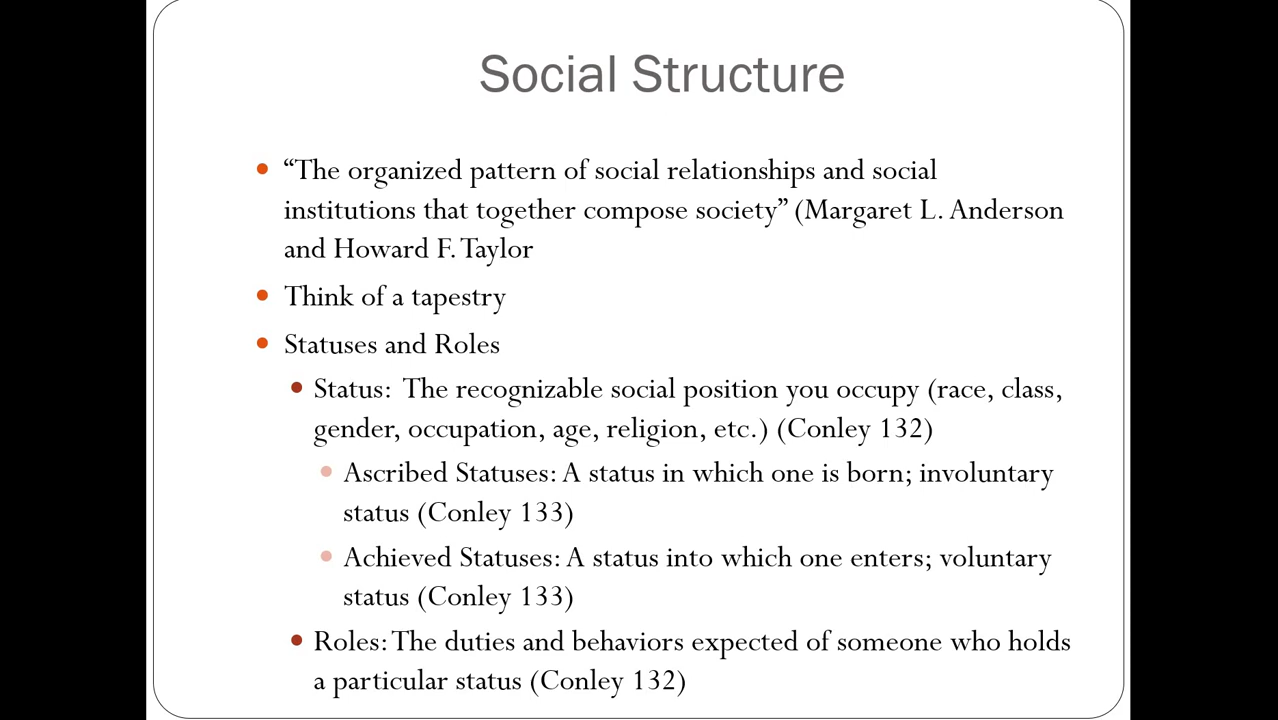 Social Structure
“The organized pattern of social relationships and social
institutions that together compose society” (Margaret L. Anderson
and Howard F. Taylor
Think of a tapestry
Statuses and Roles
Status:  The recognizable social position you occupy (race, class,
gender, occupation, age, religion, etc.) (Conley 132)
Ascribed Statuses: A status in which one is born; involuntary
status (Conley 133)
Achieved Statuses: A status into which one enters; voluntary
status (Conley 133)
Roles: The duties and behaviors expected of someone who holds
a particular status (Conley 132)